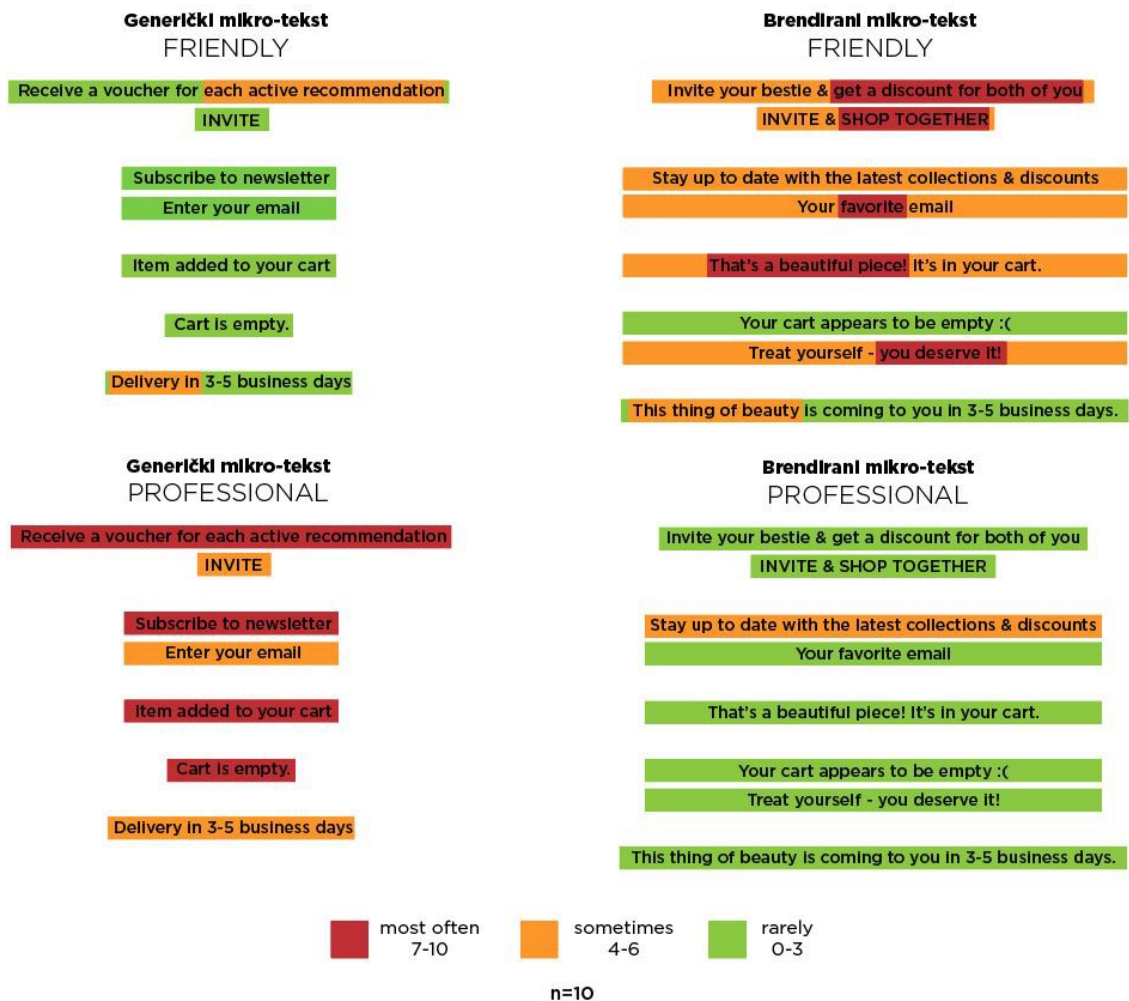 Generički mikro-tekst
FRIENDLY
Receive a voucher for each active recommendation
INVITE
Subscribe to newsletter
Enter your email
Item added to your cart
Cart is empty.
Delivery in 3-5 business days
Brendirani mikro-tekst
FRIENDLY
Invite your bestie & get a discount for both of you
INVITE & SHOP TOGETHER
Stay up to date with the latest collections & discounts
Your favorite email
That's a beautiful piece! It's in your cart.
Your cart appears to be empty :(
Treat yourself - you deserve it!
This thing of beauty is coming to you in 3-5 business days.
Generički mikro-tekst
PROFESSIONAL
Receive a voucher for each active recommendation
INVITE
Subscribe to newsletter
Enter your email
Item added to your cart
Cart is empty.
Delivery in 3-5 business days
Brendirani mikro-tekst
PROFESSIONAL
Invite your bestie & get a discount for both of you
INVITE & SHOP TOGETHER
Stay up to date with the latest collections & discounts
Your favorite email
That's a beautiful piece! It's in your cart.
Your cart appears to be empty :(
Treat yourself - you deserve it!
This thing of beauty is coming to you in 3-5 business days.
most often
7-10
sometimes
4-6
rarely
0-3
n=10